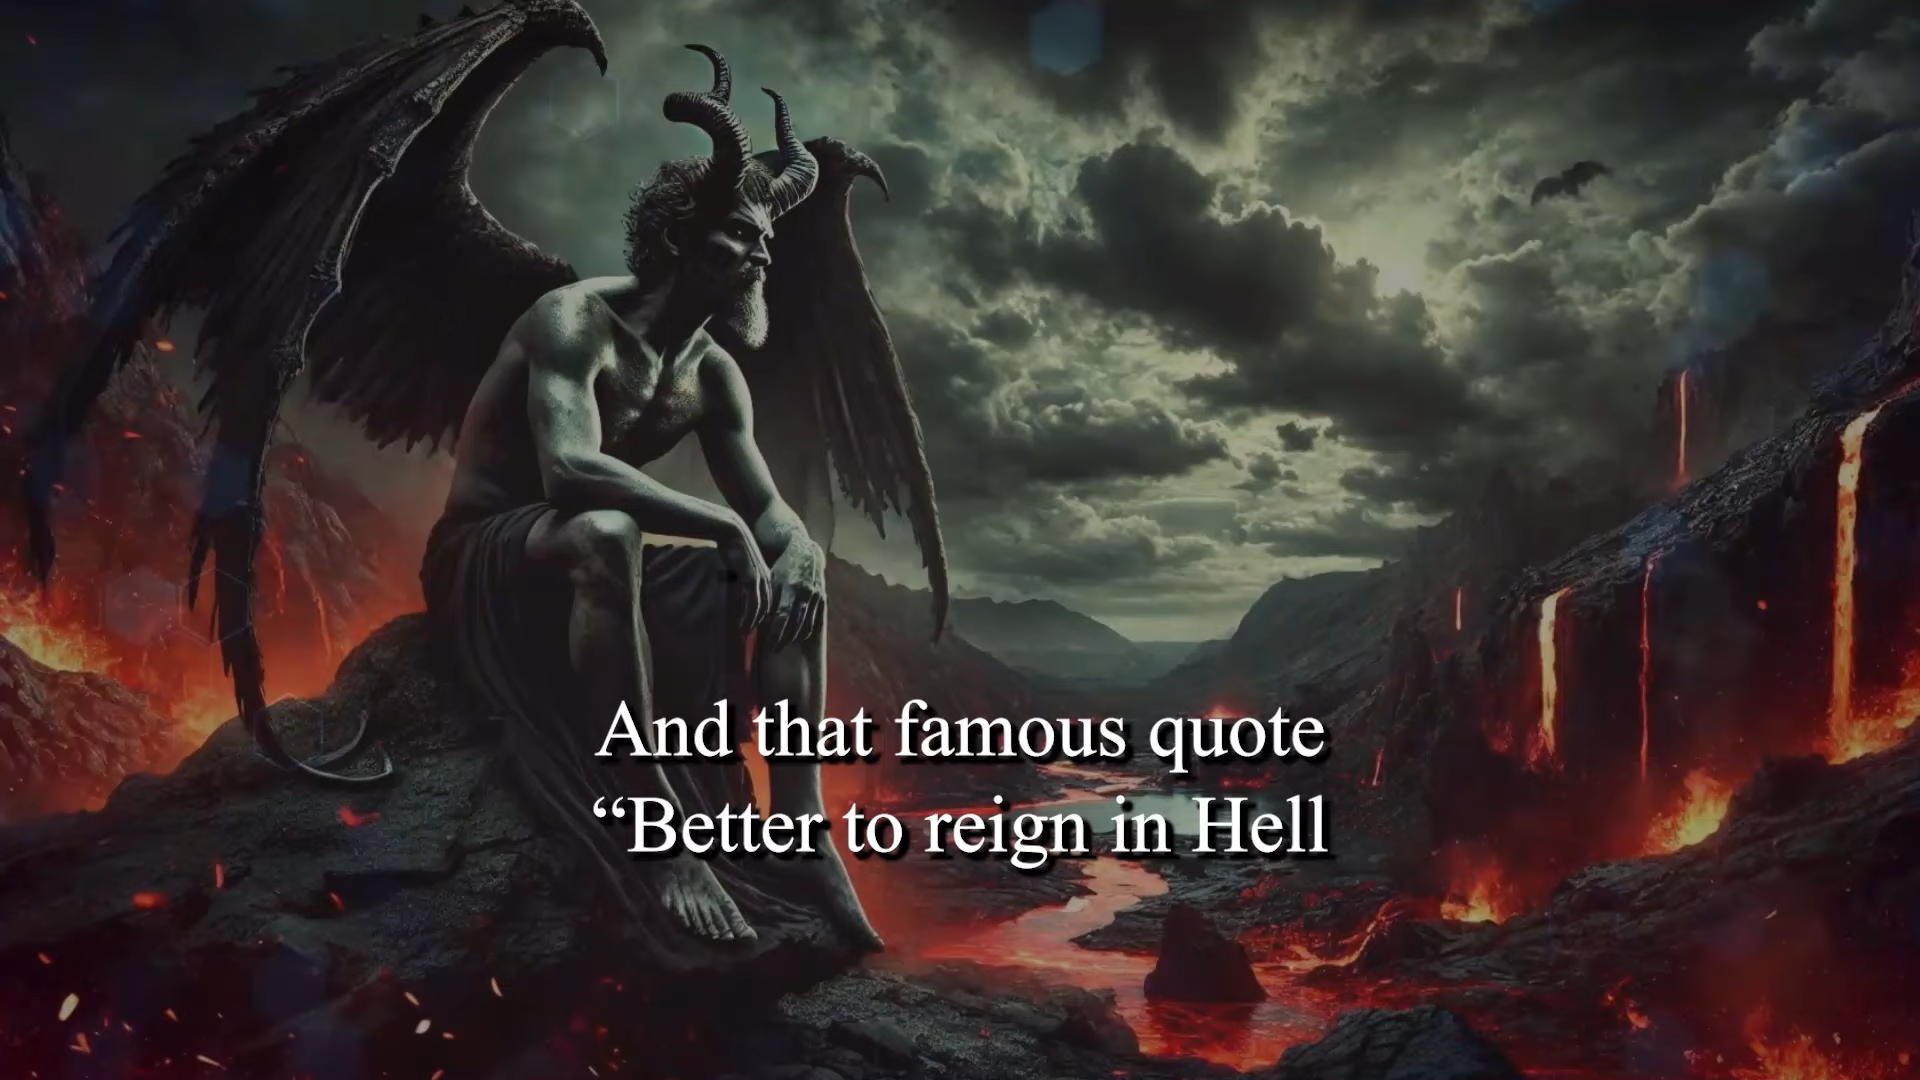 And that famous quote
“Better to reign in Hell